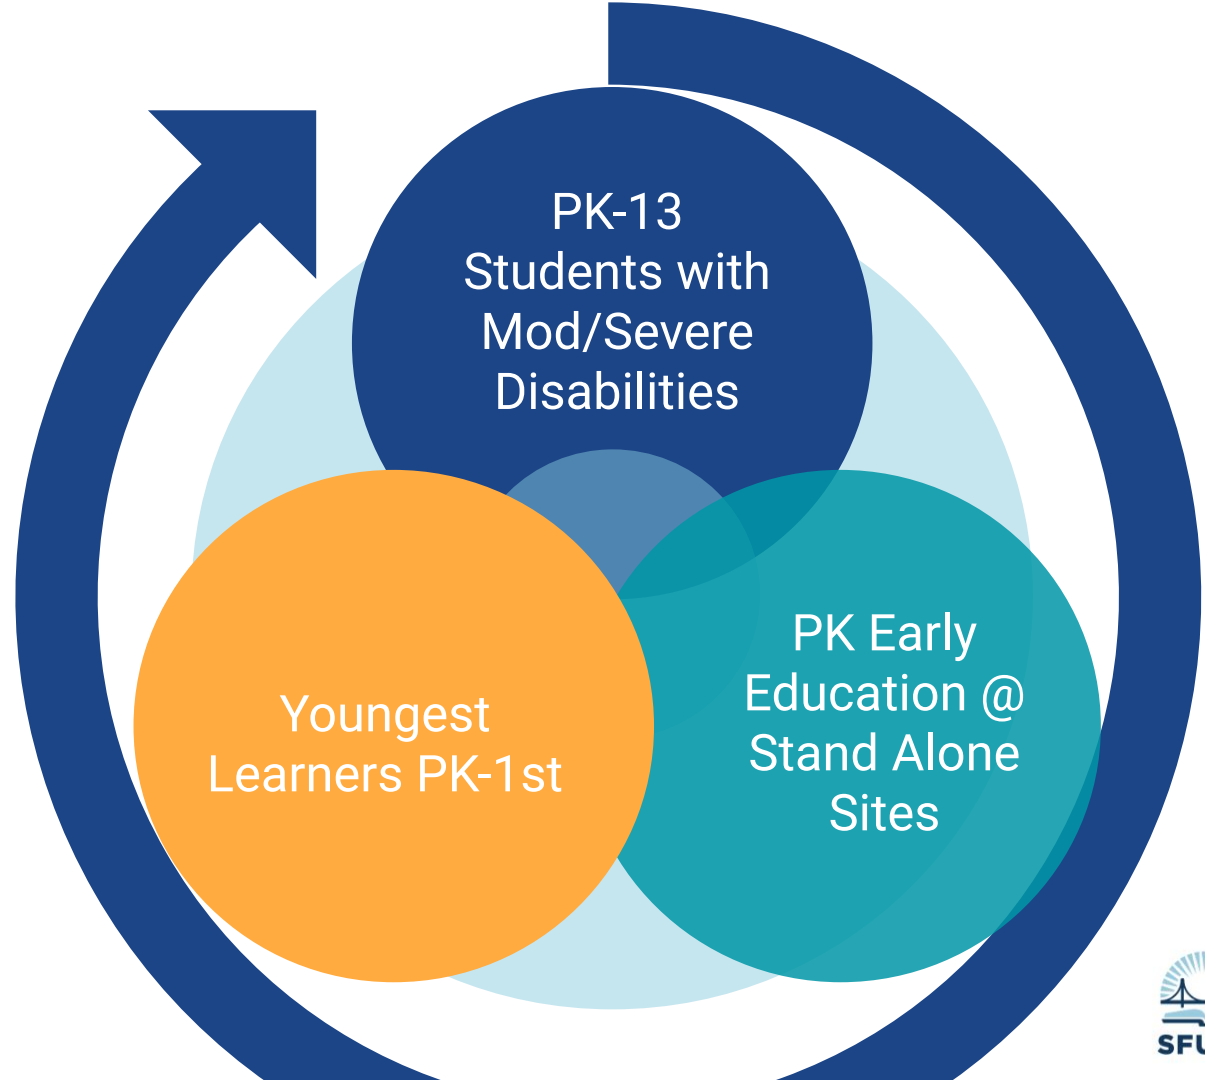 PK-13
Students with
Mod/Severe
Disabilities
PK Early
Education @
Stand Alone
Sites
Youngest
Learners PK-1st